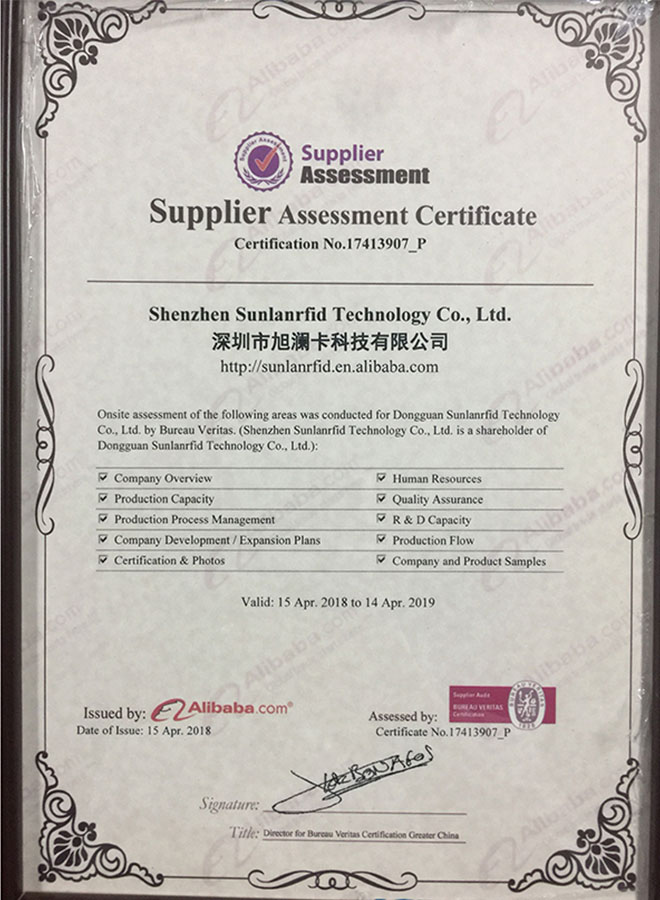 Supplier Assessment
Supplier
Assessment
Supplier Assessment Certificate
Certification No.17413907_P
Shenzhen Sunlanrfid Technology Co., Ltd.
深圳市旭澜卡科技有限公司
http://sunlanrfid.en.alibaba.com
Onsite assessment of the following areas was conducted for Dongguan Sunlanrfid Technology
Co., Ltd. by Bureau Veritas. (Shenzhen Sunlanrfid Technology Co., Ltd. is a shareholder of
Dongguan Sunlanrfid Technology Co., Ltd.):
Company Overview Human Resources
Production Capacity Quality Assurance
Production Process Management R & D Capacity
Company Development / Expansion Plans Production Flow
Certification & Photos Company and Product Samples
Valid: 15 Apr. 2018 to 14 Apr. 2019
Issued by: Alibaba.com®
Date of Issue: 15 Apr. 2018
Supplier Audit
BUREAU VERITAS
Certification
BUREAU VERITAS
1828
Assessed by:
Certificate No.17413907_P
Signature:
Title: Director for Bureau Veritas Certification Greater China